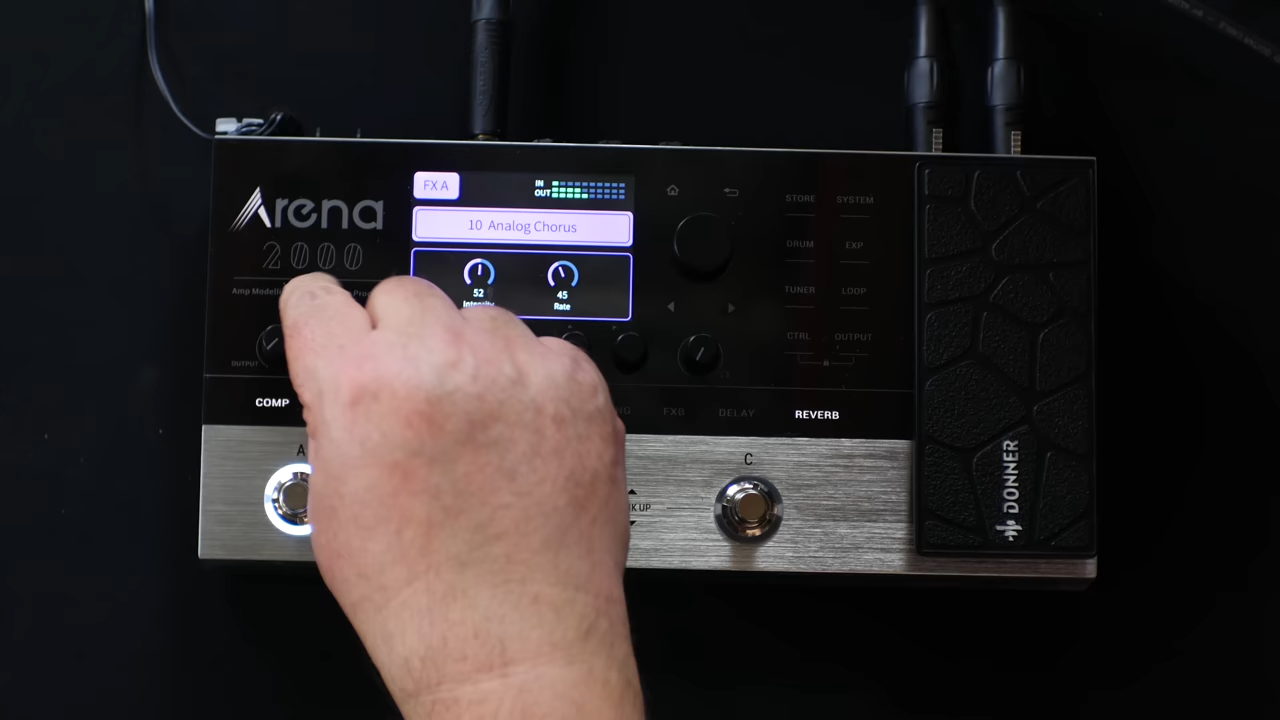 FX A
IN
OUT
10 Analog Chorus
52
45
Intensity
Rate
Arena
2000
Amp
OUTPUT
STORE
SYSTEM
DRUM
EXP
TUNER
LOOP
CTRL
OUTPUT
COMP
FXB
DELAY
REVERB
A
C
UP
DONNER